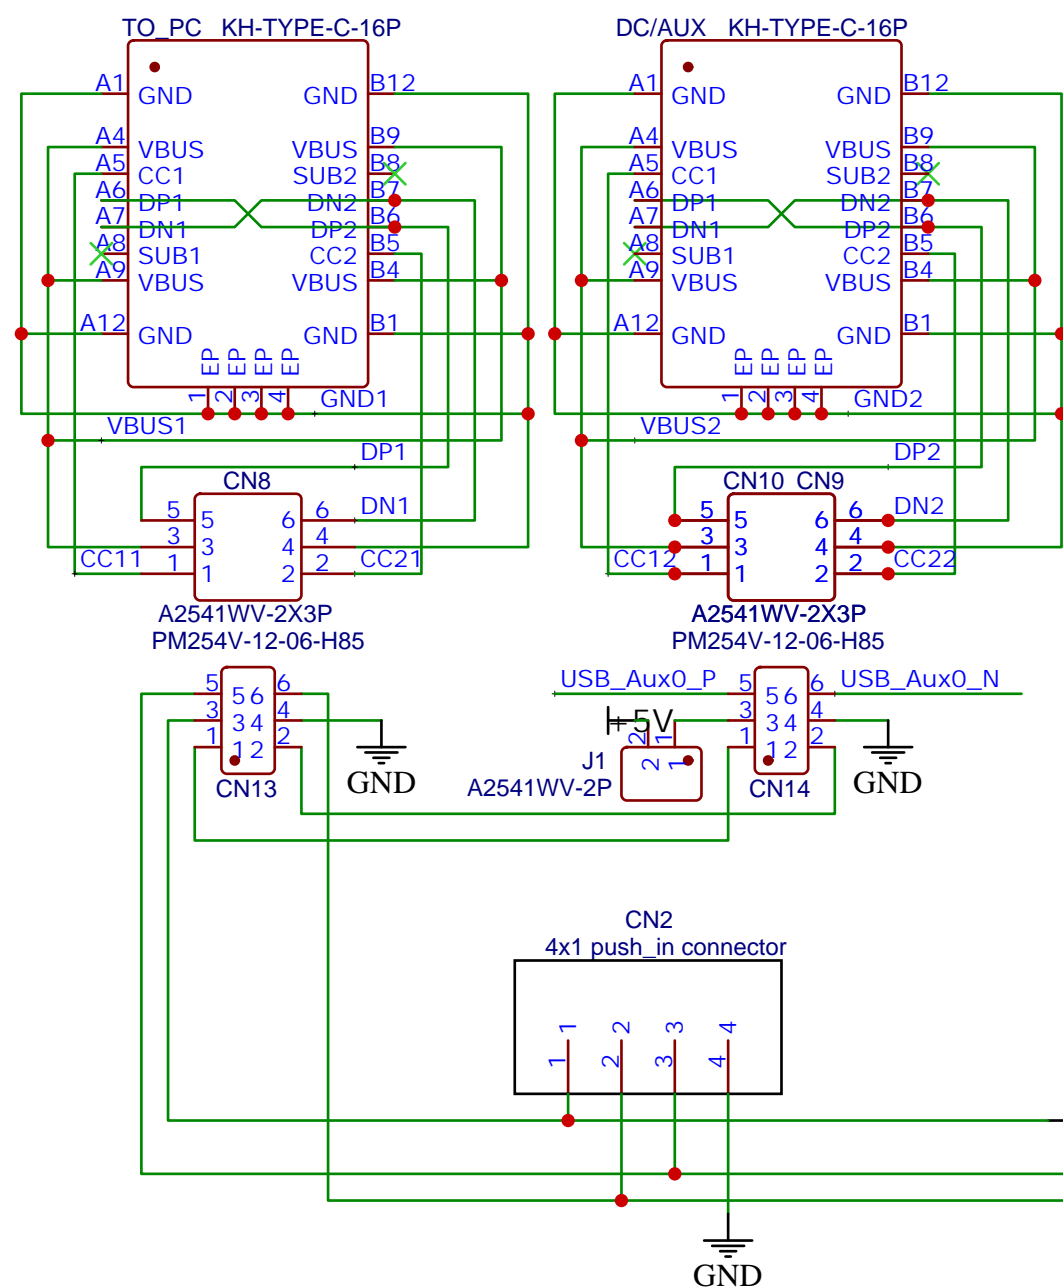 TO_PC KH-TYPE-C-16P DC/AUX KH-TYPE-C-16P
A1 GND GND B12 A1 GND GND B12
A4 VBUS VBUS B9 A4 VBUS VBUS B9
A5 CC1 SUB2 B8 A5 CC1 SUB2 B8
A6 DP1 DN2 B7 A6 DP1 DN2 B7
A7 DN1 DP2 B6 A7 DN1 DP2 B6
A8 SUB1 CC2 B5 A8 SUB1 CC2 B5
A9 VBUS VBUS B4 A9 VBUS VBUS B4
A12 GND GND B1 A12 GND GND B1
EP EP EP EP EP EP EP EP
1 2 3 4 GND1 1 2 3 4 GND2
VBUS1 VBUS2
DP1 DP2
CN8 CN10 CN9
5 5 6 6 DN1 5 5 6 6 DN2
3 3 4 4 3 3 4 4
CC11 1 1 2 2 CC21 CC12 1 1 2 2 CC22
A2541WV-2X3P A2541WV-2X3P
PM254V-12-06-H85 PM254V-12-06-H85
5 5 6 6 USB_Aux0_P 5 5 6 6 USB_Aux0_N
3 3 4 4 +5V 3 3 4 4
1 1 2 2 2 1 1 1 2 2
J1 2 1
GND GND
CN13 A2541WV-2P CN14
CN2
4x1 push_in connector
1 2 3 4
1 2 3 4
GND